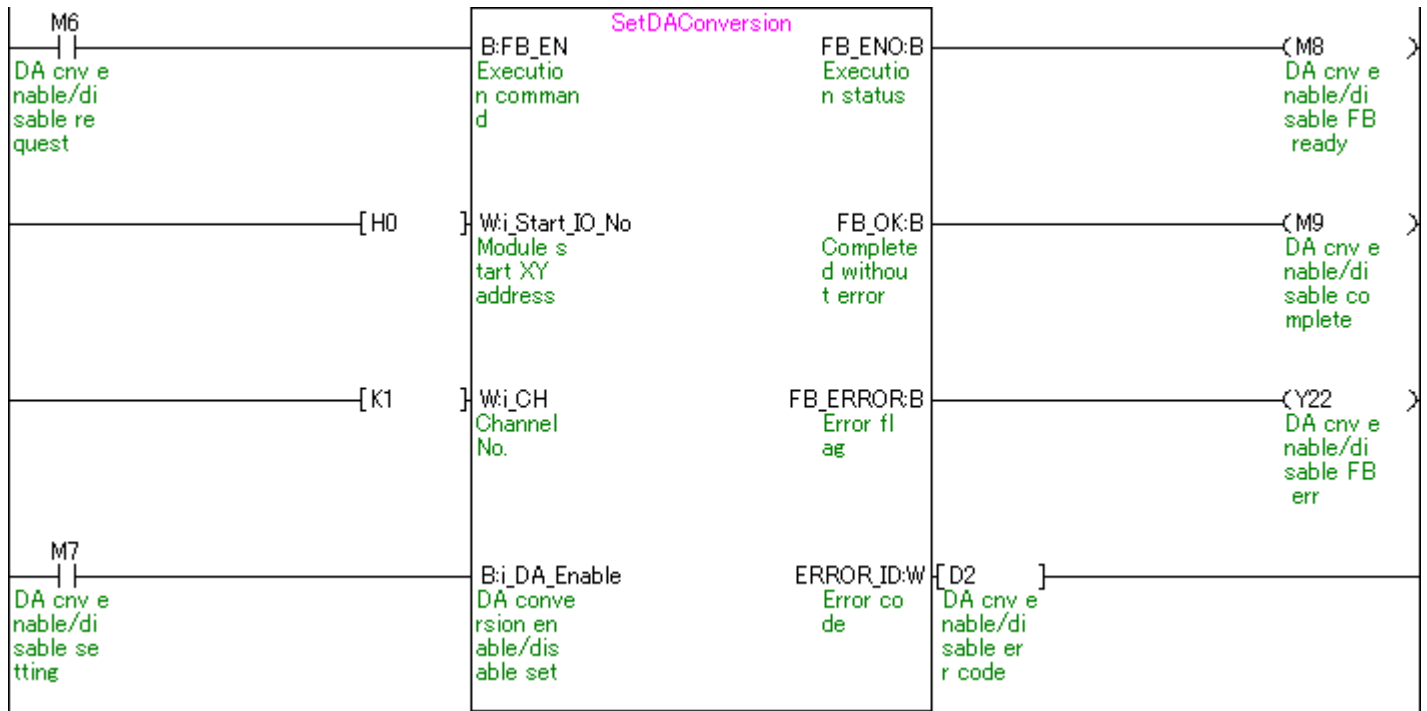 M6
SetDAConversion
B:FB_EN
FB_ENO:B
M8
DA cnv e
nable/di
sable re
quest
Executio
n comman
d
Executio
n status
DA cnv e
nable/di
sable FB
ready
H0
W:i_Start_IO_No
FB_OK:B
M9
Module s
tart XY
address
Complete
d withou
t error
DA cnv e
nable/di
sable co
mplete
K1
W:i_CH
FB_ERROR:B
Y22
Channel
No.
Error fl
ag
DA cnv e
nable/di
sable FB
err
M7
B:i_DA_Enable
ERROR_ID:W
D2
DA cnv e
nable/di
sable se
tting
DA conve
rsion en
able/dis
able set
Error co
de
DA cnv e
nable/di
sable er
r code